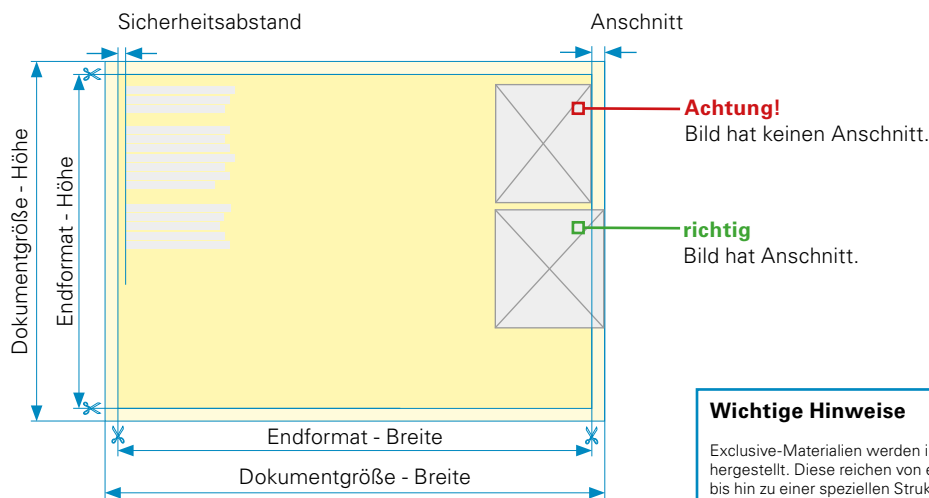 Sicherheitsabstand
Anschnitt
Dokumentgröße - Höhe
Endformat - Höhe
Achtung!
Bild hat keinen Anschnitt.
richtig
Bild hat Anschnitt.
Endformat - Breite
Dokumentgröße - Breite
Wichtige Hinweise
Exclusive-Materialien werden
hergestellt. Diese reichen von
bis hin zu einer speziellen